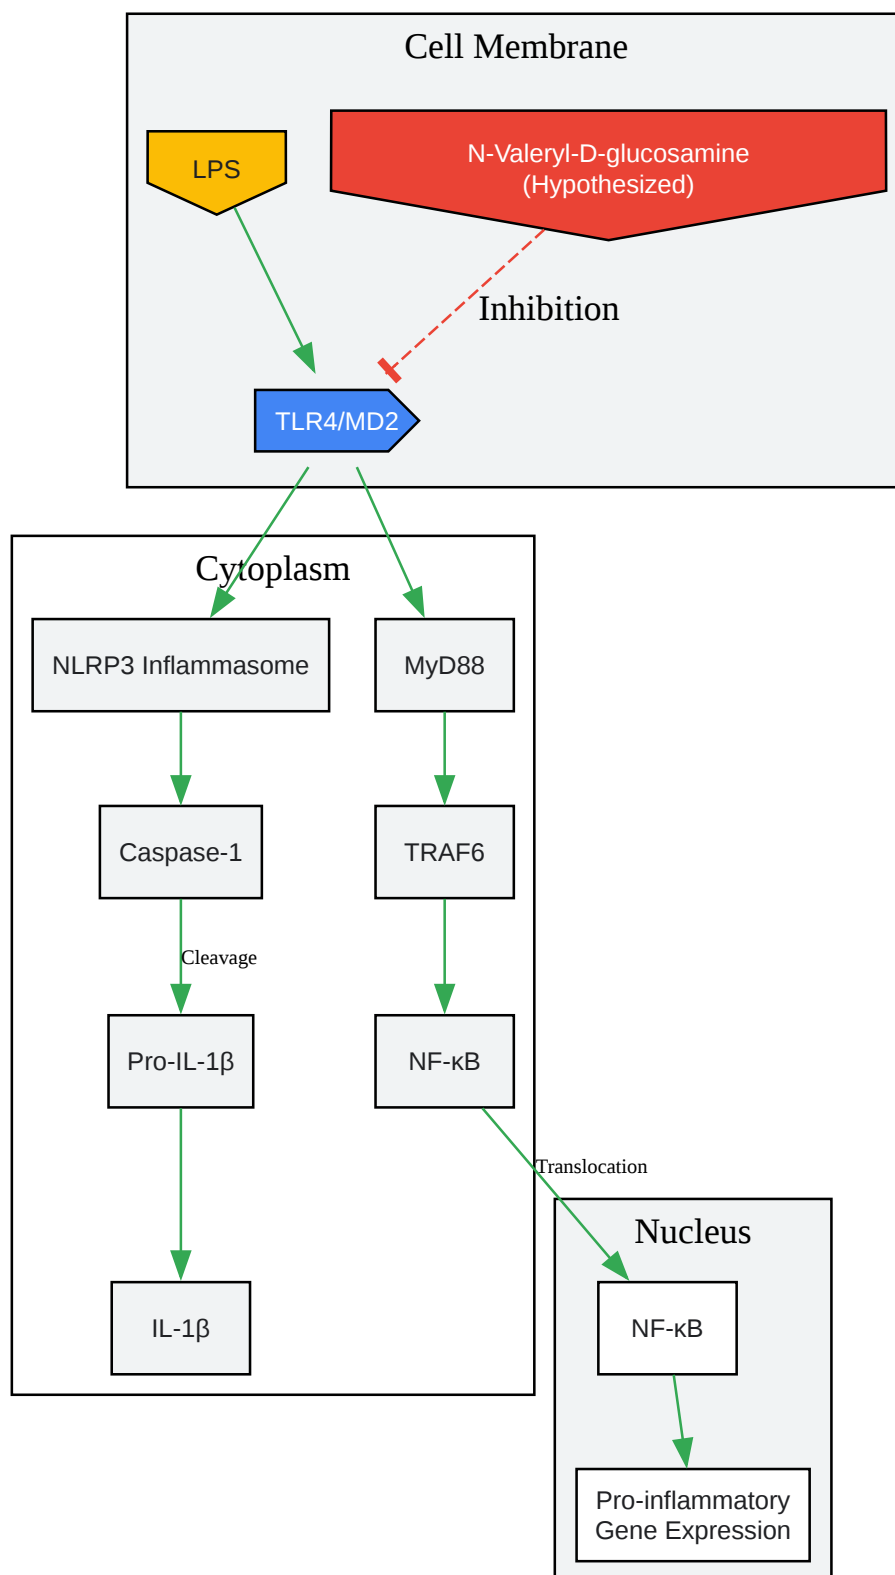 Cell Membrane
LPS
N-Valeryl-D-glucosamine
(Hypothesized)
Inhibition
TLR4/MD2
Cytoplasm
NLRP3 Inflammasome
MyD88
Caspase-1
TRAF6
Cleavage
Pro-IL-1β
NF-κB
Translocation
Nucleus
IL-1β
NF-κB
Pro-inflammatory
Gene Expression